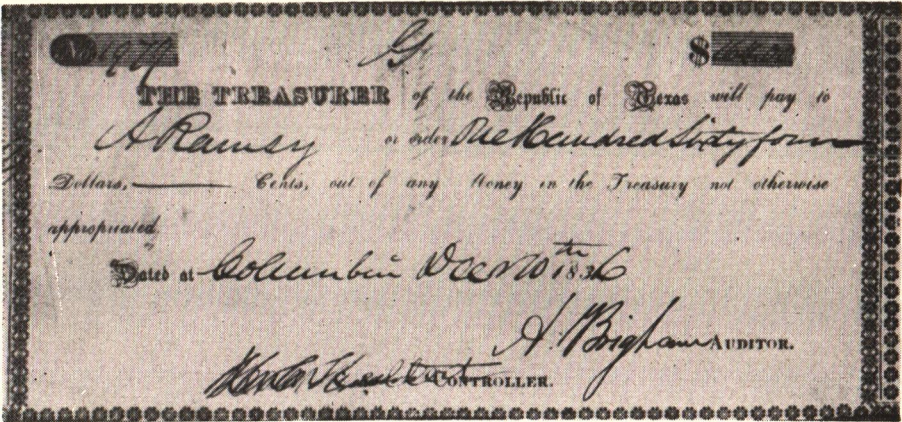 $
THE TREASURER of the Republic of Texas will pay to
A Ramsy or order One Hundred Sixty four
Dollars, Cents, out of any Money in the Treasury not otherwise
appropriated.
Dated at Columbia Dec 10th 1836
A. Brigham AUDITOR.
CONTROLLER.